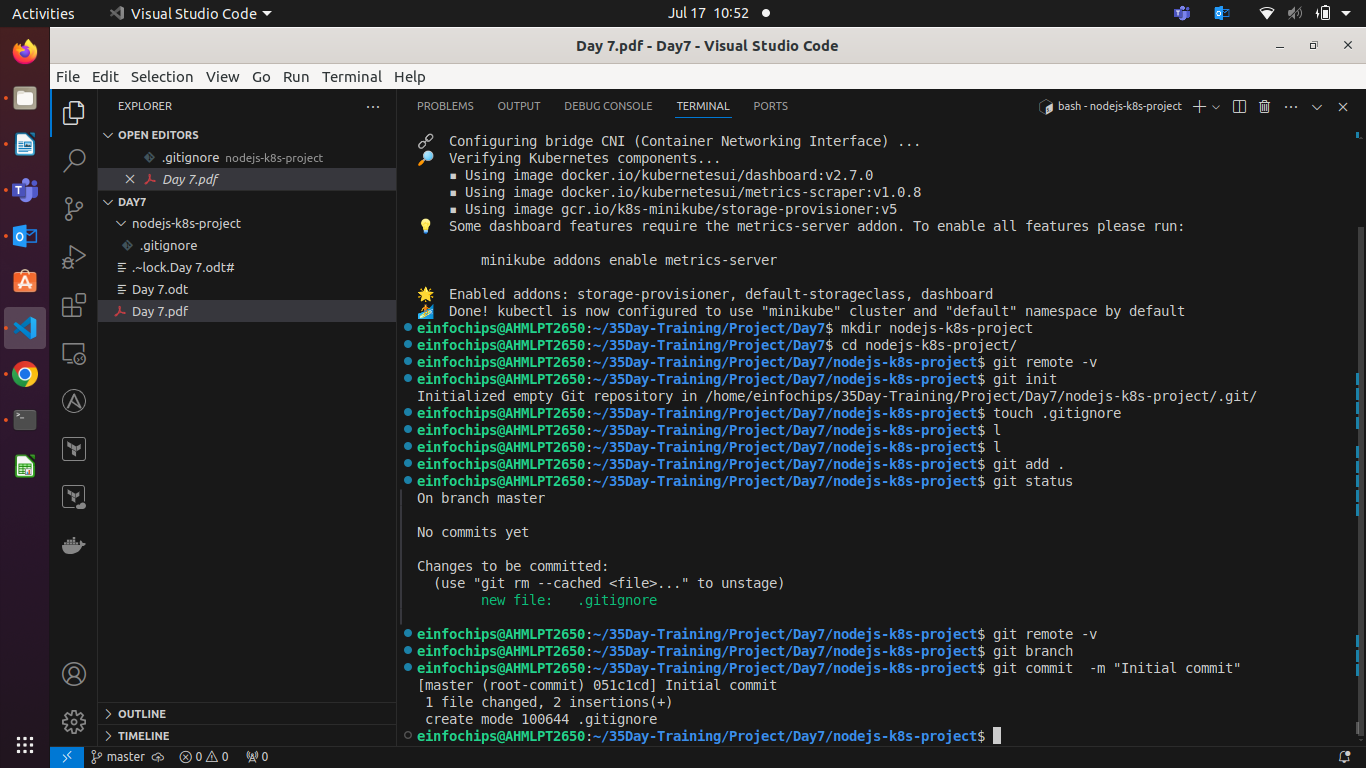 Activities
Visual Studio Code
Jul 17 10:52
Day 7.pdf - Day7 - Visual Studio Code
File Edit Selection View Go Run Terminal Help
EXPLORER
OPEN EDITORS
.gitignore nodejs-k8s-project
Day 7.pdf
DAY7
nodejs-k8s-project
.gitignore
.~lock.Day 7.odt#
Day 7.odt
Day 7.pdf
OUTLINE
TIMELINE
PROBLEMS OUTPUT DEBUG CONSOLE TERMINAL PORTS
bash - nodejs-k8s-project
Configuring bridge CNI (Container Networking Interface) ...
Verifying Kubernetes components...
▪ Using image docker.io/kubernetesui/dashboard:v2.7.0
▪ Using image docker.io/kubernetesui/metrics-scraper:v1.0.8
▪ Using image gcr.io/k8s-minikube/storage-provisioner:v5
Some dashboard features require the metrics-server addon. To enable all features please run:
minikube addons enable metrics-server
Enabled addons: storage-provisioner, default-storageclass, dashboard
Done! kubectl is now configured to use "minikube" cluster and "default" namespace by default
einfochips@AHMLPT2650:~/35Day-Training/Project/Day7$ mkdir nodejs-k8s-project
einfochips@AHMLPT2650:~/35Day-Training/Project/Day7$ cd nodejs-k8s-project/
einfochips@AHMLPT2650:~/35Day-Training/Project/Day7/nodejs-k8s-project$ git remote -v
einfochips@AHMLPT2650:~/35Day-Training/Project/Day7/nodejs-k8s-project$ git init
Initialized empty Git repository in /home/einfochips/35Day-Training/Project/Day7/nodejs-k8s-project/.git/
einfochips@AHMLPT2650:~/35Day-Training/Project/Day7/nodejs-k8s-project$ touch .gitignore
einfochips@AHMLPT2650:~/35Day-Training/Project/Day7/nodejs-k8s-project$ l
einfochips@AHMLPT2650:~/35Day-Training/Project/Day7/nodejs-k8s-project$ l
einfochips@AHMLPT2650:~/35Day-Training/Project/Day7/nodejs-k8s-project$ git add .
einfochips@AHMLPT2650:~/35Day-Training/Project/Day7/nodejs-k8s-project$ git status
On branch master
No commits yet
Changes to be committed:
(use "git rm --cached <file>..." to unstage)
new file:   .gitignore
einfochips@AHMLPT2650:~/35Day-Training/Project/Day7/nodejs-k8s-project$ git remote -v
einfochips@AHMLPT2650:~/35Day-Training/Project/Day7/nodejs-k8s-project$ git branch
einfochips@AHMLPT2650:~/35Day-Training/Project/Day7/nodejs-k8s-project$ git commit  -m "Initial commit"
[master (root-commit) 051c1cd] Initial commit
1 file changed, 2 insertions(+)
create mode 100644 .gitignore
einfochips@AHMLPT2650:~/35Day-Training/Project/Day7/nodejs-k8s-project$
master 0 0 0